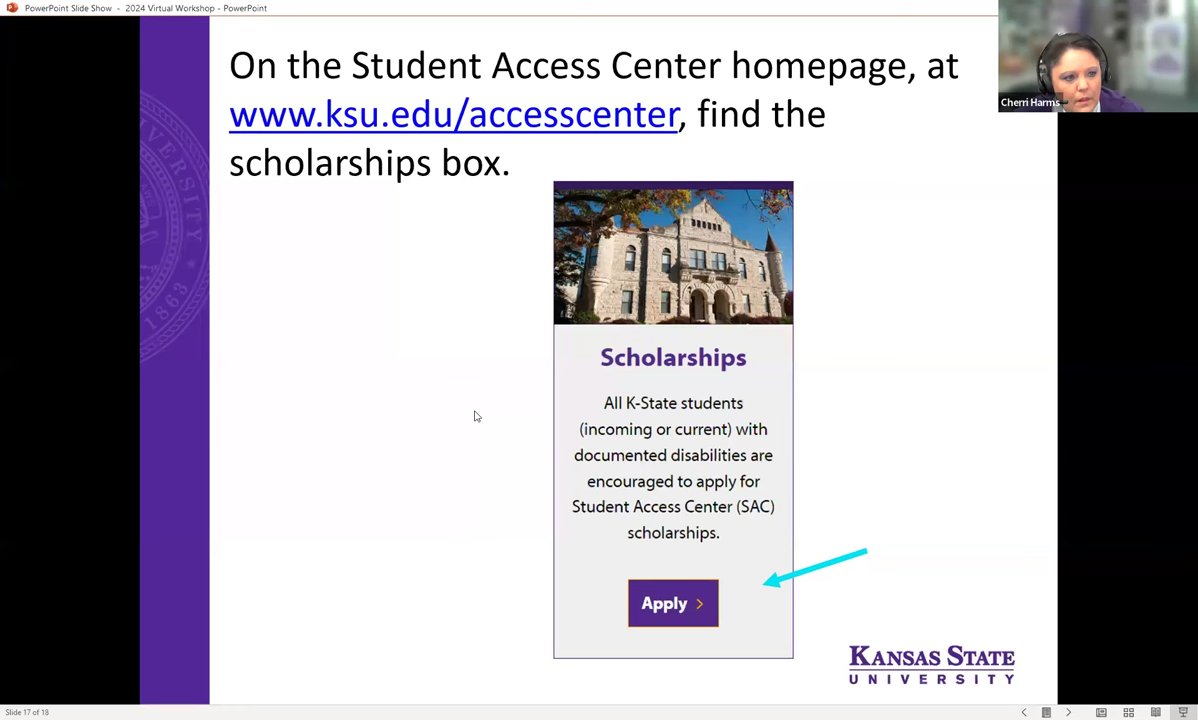 PowerPoint Slide Show - 2024 Virtual Workshop - PowerPoint
On the Student Access Center homepage, at
www.ksu.edu/accesscenter, find the
scholarships box.
Cherri Harms
Scholarships
All K-State students
(incoming or current) with
documented disabilities are
encouraged to apply for
Student Access Center (SAC)
scholarships.
Apply >
KANSAS STATE
UNIVERSITY
UNIVERSITY
1863
Slide 17 of 18